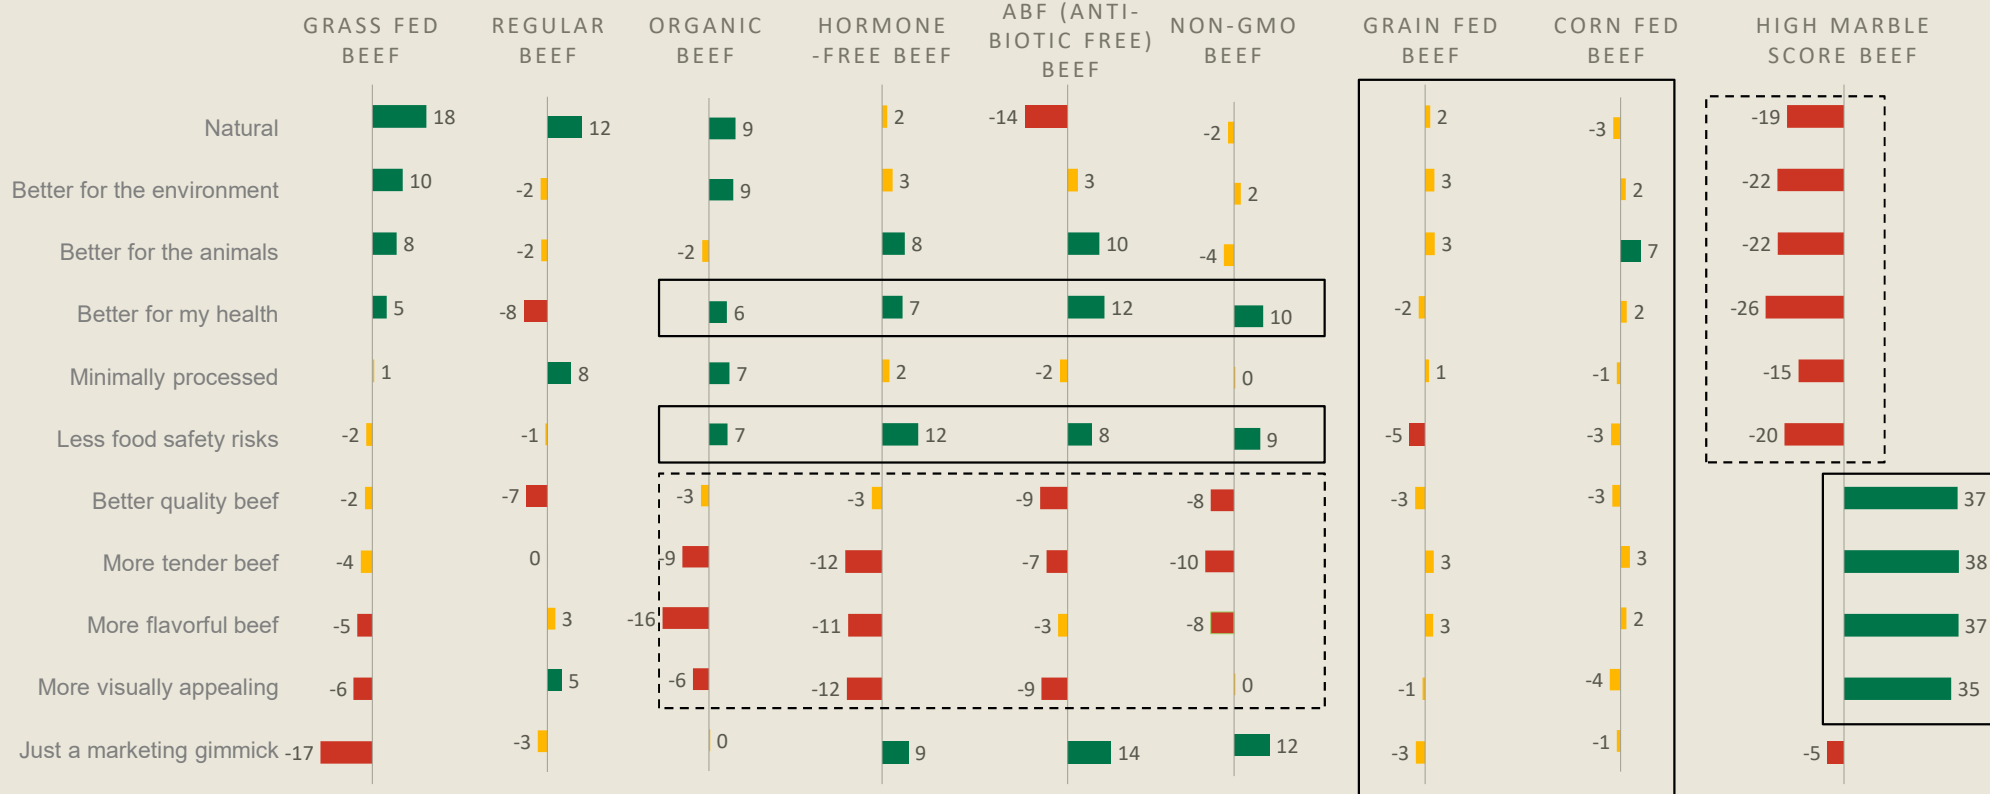 GRASS FED
BEEF
REGULAR
BEEF
ORGANIC
BEEF
HORMONE
-FREE BEEF
ABF (ANTI-
BIOTIC FREE)
BEEF
NON-GMO
BEEF
GRAIN FED
BEEF
CORN FED
BEEF
HIGH MARBLE
SCORE BEEF
Natural 18 12 9 2 -14 -2 2 -3 -19
Better for the environment 10 -2 9 3 3 2 3 2 -22
Better for the animals 8 -2 -2 8 10 -4 3 7 -22
Better for my health 5 -8 6 7 12 10 -2 2 -26
Minimally processed 1 8 7 2 -2 0 1 -1 -15
Less food safety risks -2 -1 7 12 8 9 -5 -3 -20
Better quality beef -2 -7 -3 -3 -9 -8 -3 -3 37
More tender beef -4 0 -9 -12 -7 -10 3 3 38
More flavorful beef -5 3 -16 -11 -3 -8 3 2 37
More visually appealing -6 5 -6 -12 -9 0 -1 -4 35
Just a marketing gimmick -17 -3 0 9 14 12 -3 -1 -5